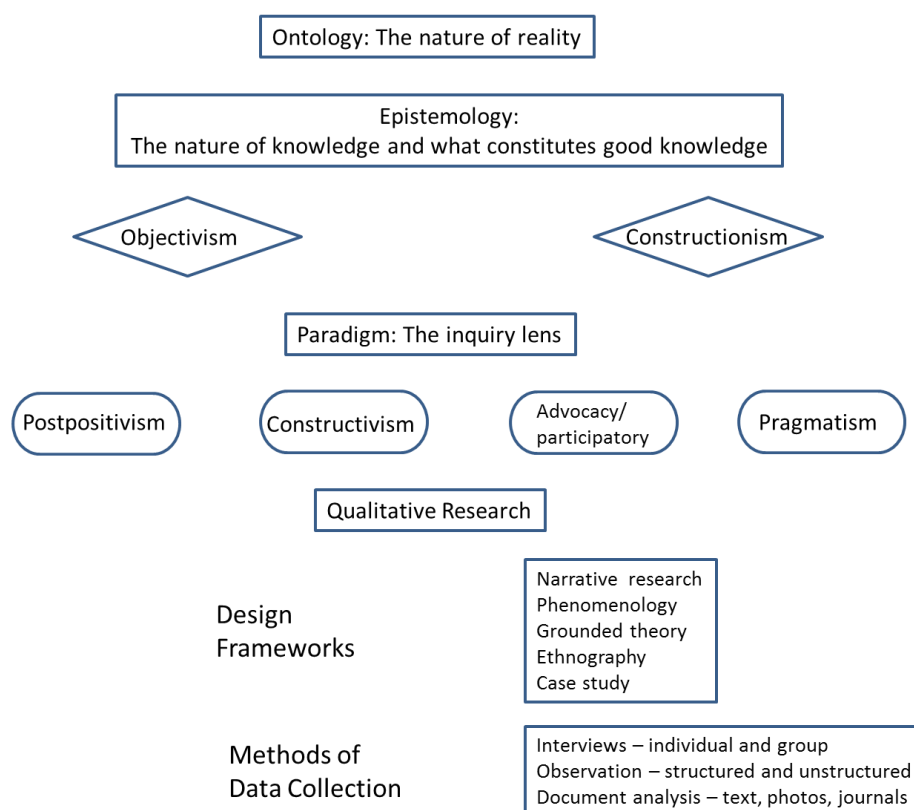 Ontology: The nature of reality
Epistemology:
The nature of knowledge and what constitutes good knowledge
Objectivism
Constructionism
Paradigm: The inquiry lens
Postpositivism
Constructivism
Advocacy/
participatory
Pragmatism
Qualitative Research
Design
Frameworks
Narrative research
Phenomenology
Grounded theory
Ethnography
Case study
Methods of
Data Collection
Interviews – individual and group
Observation – structured and unstructured
Document analysis – text, photos, journals